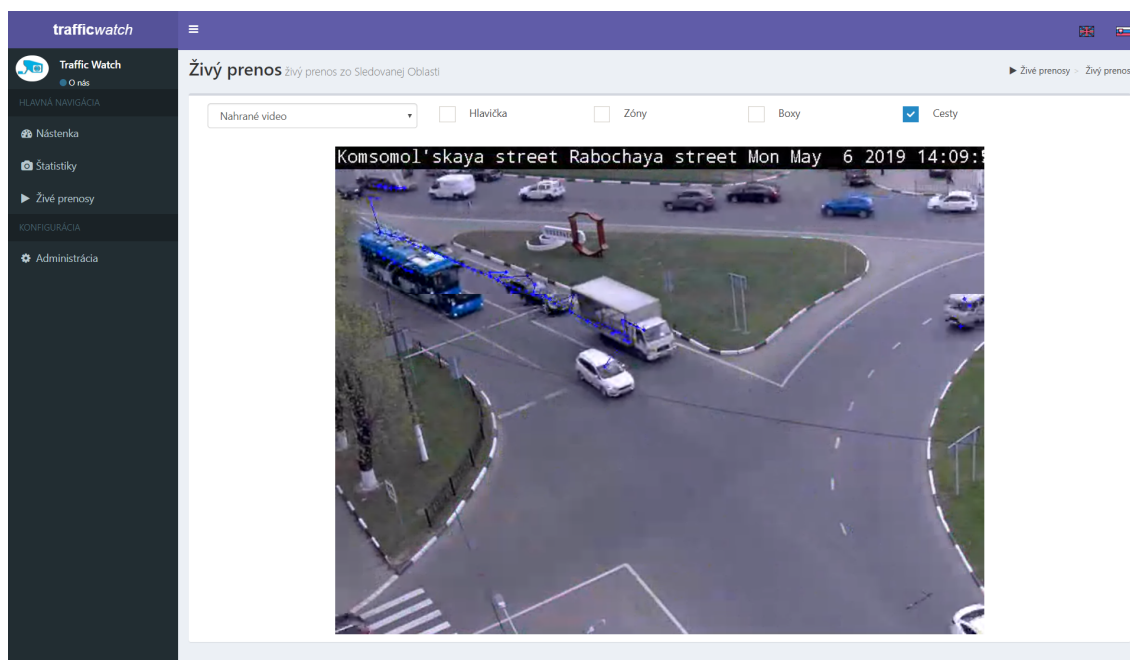 trafficwatch
Traffic Watch
O nás
HLAVNÁ NAVIGÁCIA
Nástenka
Štatistiky
Živé prenosy
KONFIGURÁCIA
Administrácia
Živý prenos živý prenos zo Sledovanej Oblasti
Živé prenosy > Živý prenos
Nahrané video
Hlavička
Zóny
Boxy
Cesty
Komsomol'skaya street Rabochaya street Mon May 6 2019 14:09: